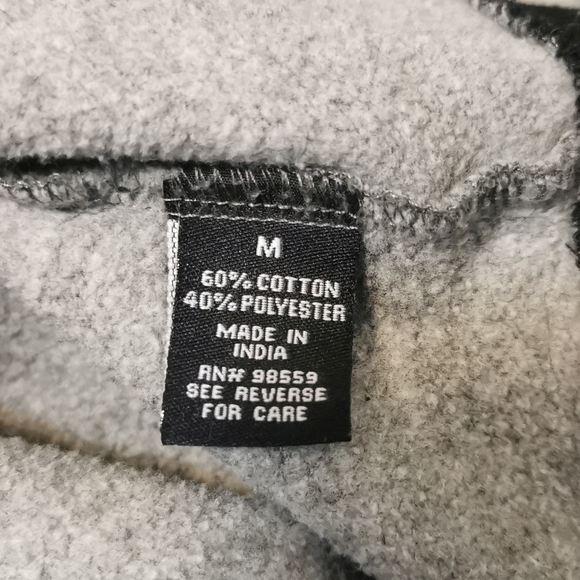 M
60% COTTON
40% POLYESTER
MADE IN
INDIA
RN# 98559
SEE REVERSE
FOR CARE